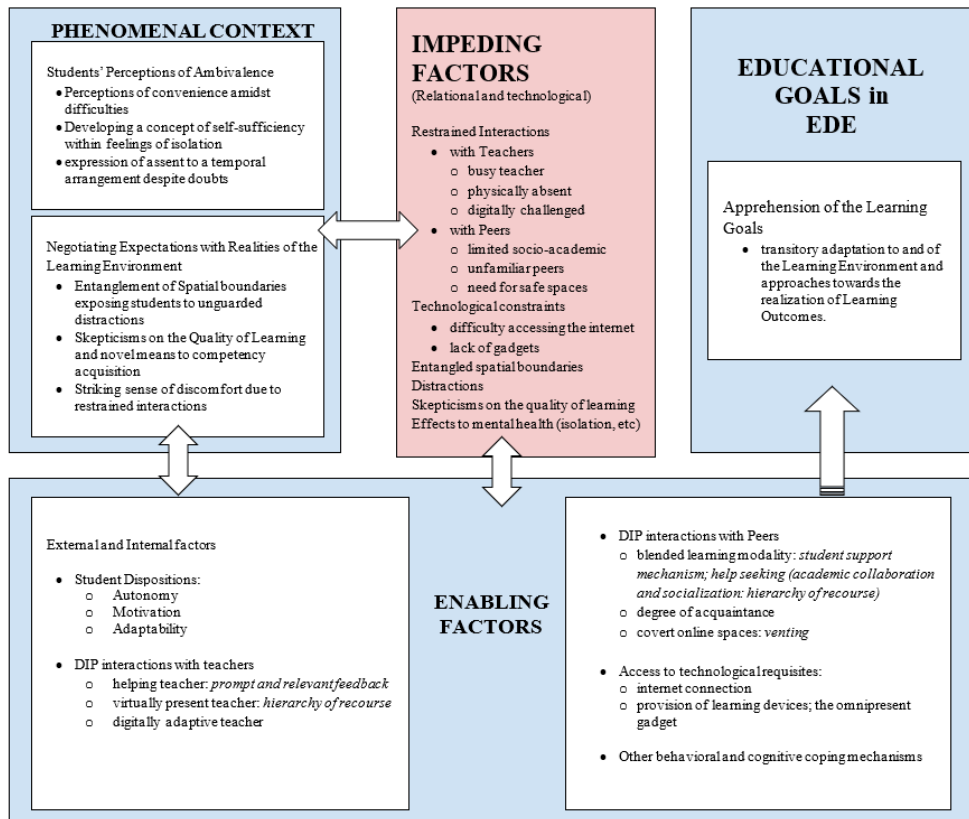 PHENOMENAL CONTEXT
Students' Perceptions of Ambivalence
• Perceptions of convenience amidst
difficulties
• Developing a concept of self-sufficiency
within feelings of isolation
• expression of assent to a temporal
arrangement despite doubts
Negotiating Expectations with Realities of the
Learning Environment
• Entanglement of Spatial boundaries
exposing students to unguarded
distractions
• Skepticisms on the Quality of Learning
and novel means to competency
acquisition
• Striking sense of discomfort due to
restrained interactions
IMPEDING
FACTORS
(Relational and technological)
Restrained Interactions
• with Teachers
o busy teacher
o physically absent
o digitally challenged
• with Peers
o limited socio-academic
o unfamiliar peers
o need for safe spaces
Technological constraints
• difficulty accessing the internet
• lack of gadgets
Entangled spatial boundaries
Distractions
Skepticisms on the quality of learning
Effects to mental health (isolation, etc)
EDUCATIONAL
GOALS in
EDE
Apprehension of the Learning
Goals
• transitory adaptation to and of
the Learning Environment and
approaches towards the
realization of Learning
Outcomes.
External and Internal factors
• Student Dispositions:
o Autonomy
o Motivation
o Adaptability
• DIP interactions with teachers
o helping teacher: prompt and relevant feedback
o virtually present teacher: hierarchy of recourse
o digitally adaptive teacher
ENABLING
FACTORS
• DIP interactions with Peers
o blended learning modality: student support
mechanism; help seeking (academic collaboration
and socialization: hierarchy of recourse)
o degree of acquaintance
o covert online spaces: venting
• Access to technological requisites:
o internet connection
o provision of learning devices; the omnipresent
gadget
• Other behavioral and cognitive coping mechanisms